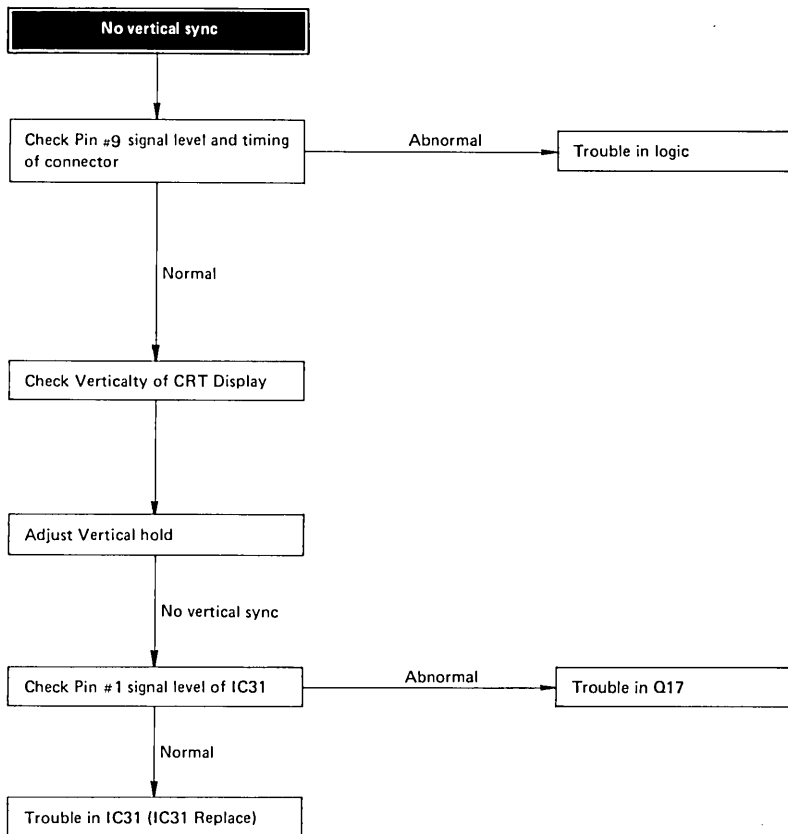 No vertical sync
Check Pin #9 signal level and timing
of connector
Abnormal
Trouble in logic
Normal
Check Verticalty of CRT Display
Adjust Vertical hold
No vertical sync
Check Pin #1 signal level of IC31
Abnormal
Trouble in Q17
Normal
Trouble in IC31 (IC31 Replace)